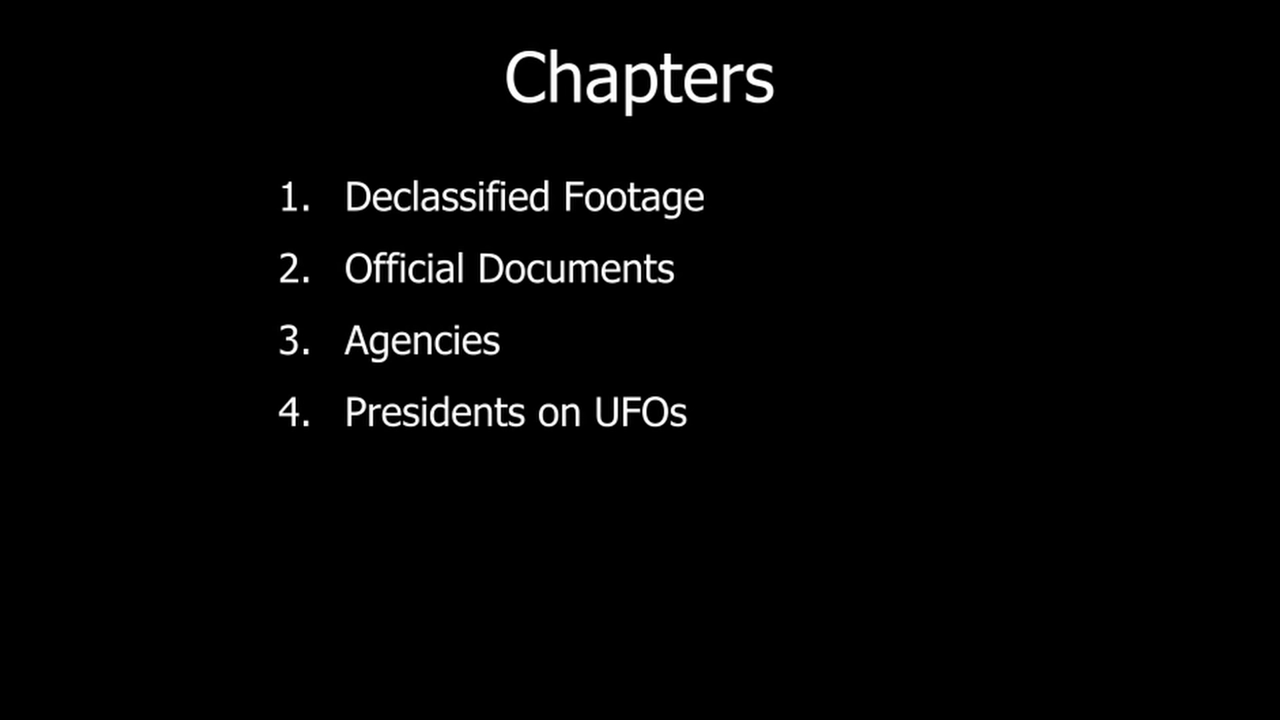 Chapters
1. Declassified Footage
2. Official Documents
3. Agencies
4. Presidents on UFOs